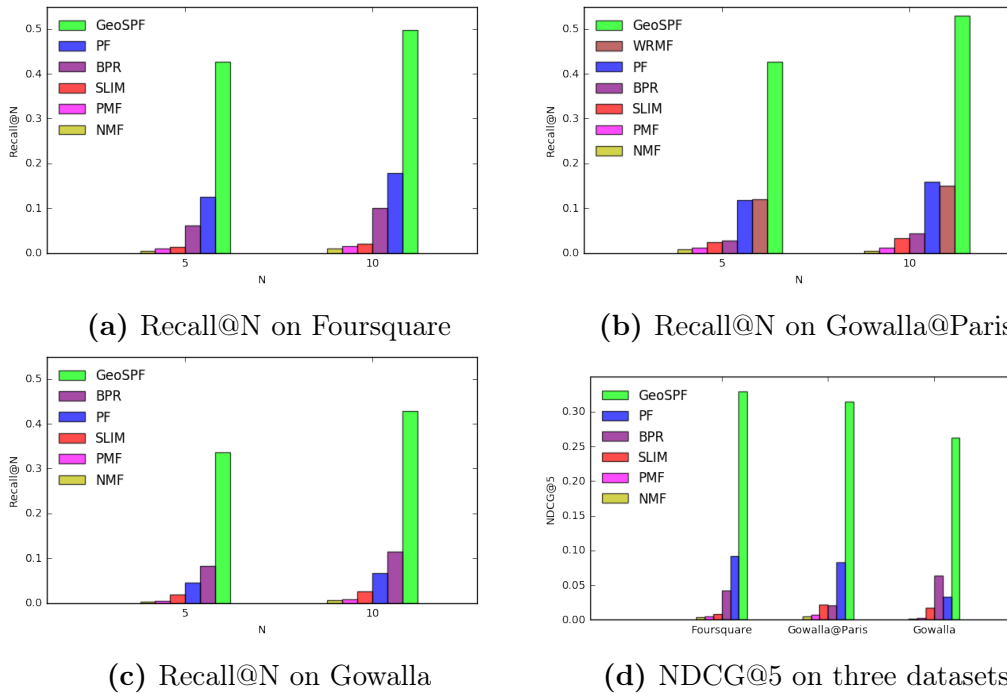 0.5
0.4
0.3
0.2
0.1
0.0
Recall@N
GeoSPF
PF
BPR
SLIM
PMF
NMF
5
10
N
(a) Recall@N on Foursquare
0.5
0.4
0.3
0.2
0.1
0.0
Recall@N
GeoSPF
WRMF
PF
BPR
SLIM
PMF
NMF
5
10
N
(b) Recall@N on Gowalla@Paris
0.5
0.4
0.3
0.2
0.1
0.0
Recall@N
GeoSPF
BPR
PF
SLIM
PMF
NMF
5
10
N
(c) Recall@N on Gowalla
0.30
0.25
0.20
0.15
0.10
0.05
0.00
NDCG@5
GeoSPF
PF
BPR
SLIM
PMF
NMF
Foursquare
Gowalla@Paris
Gowalla
(d) NDCG@5 on three datasets